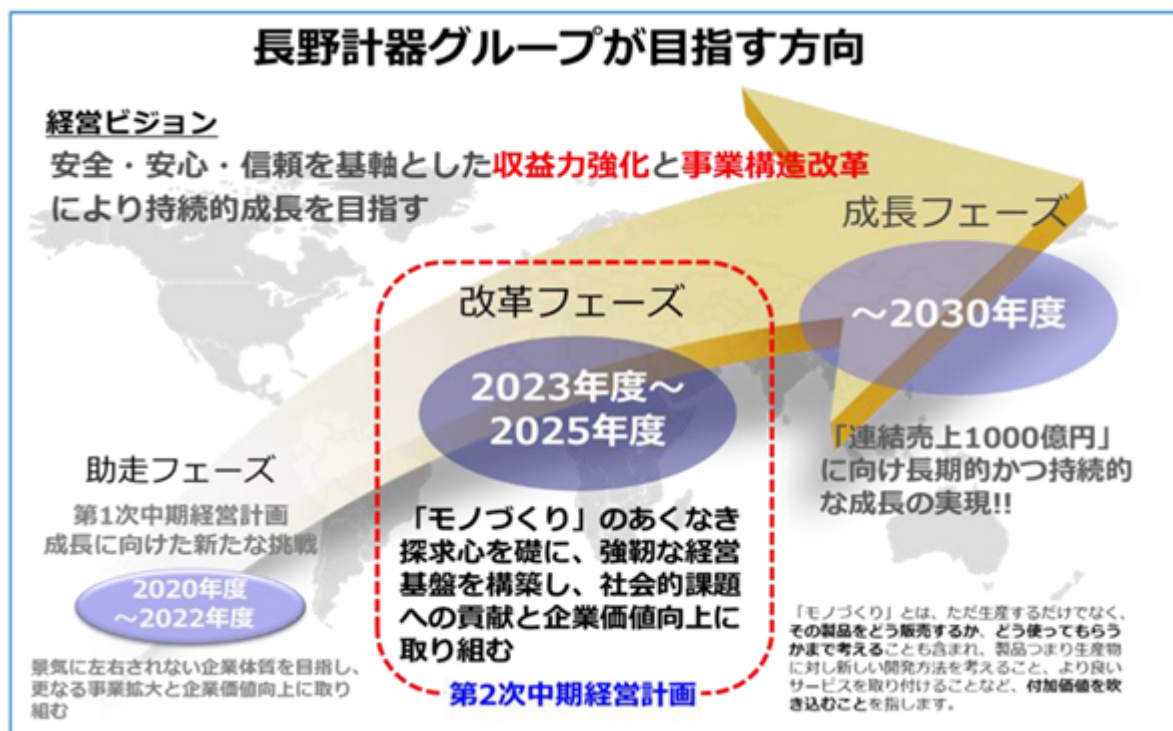 長野計器グループが目指す方向
経営ビジョン
安全・安心・信頼を基軸とした収益力強化と事業構造改革
により持続的成長を目指す
成長フェーズ
～2030年度
「連結売上1000億円」
に向け長期的かつ持続的
な成長の実現!!
改革フェーズ
2023年度～
2025年度
「モノづくり」のあくなき
探求心を礎に、強靭な経営
基盤を構築し、社会的課題
への貢献と企業価値向上に
取り組む
第2次中期経営計画
助走フェーズ
第1次中期経営計画
成長に向けた新たな挑戦
2020年度
～2022年度
景気に左右されない企業体質を目指し、
更なる事業拡大と企業価値向上に取り
組む
「モノづくり」とは、ただ生産するだけでなく、
その製品をどう販売するか、どう使ってもらう
かまで考えることも含まれ、製品つまり生産物
に対し新しい開発方法を考えること、より良い
サービスを取り付けることなど、付加価値を吹
き込むことを指します。